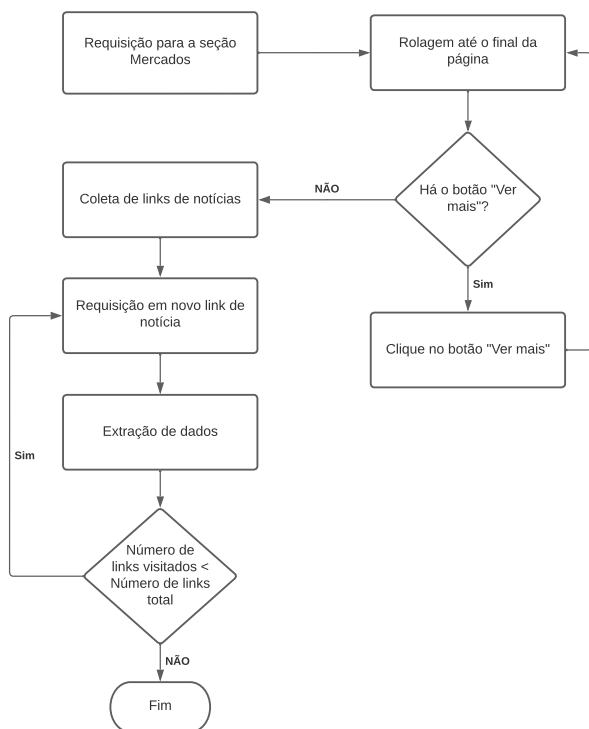 Requisição para a seção
Mercados
Rolagem até o final da
página
Há o botão "Ver
mais"?
NÃO
Coleta de links de notícias
Sim
Requisição em novo link de
notícia
Clique no botão "Ver mais"
Extração de dados
Sim
Número de
links visitados <
Número de links
total
NÃO
Fim